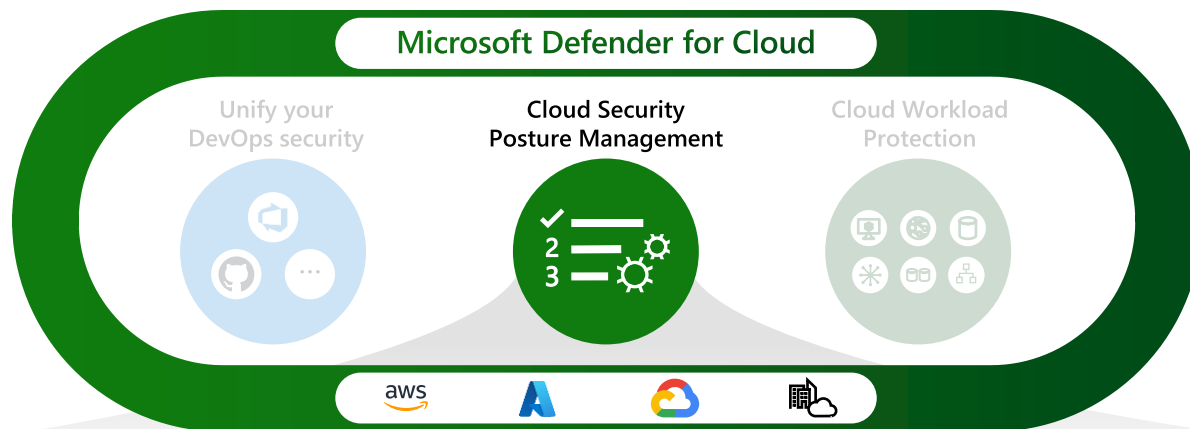 Microsoft Defender for Cloud
Unify your
DevOps security
Cloud Security
Posture Management
Cloud Workload
Protection
2
3
aws